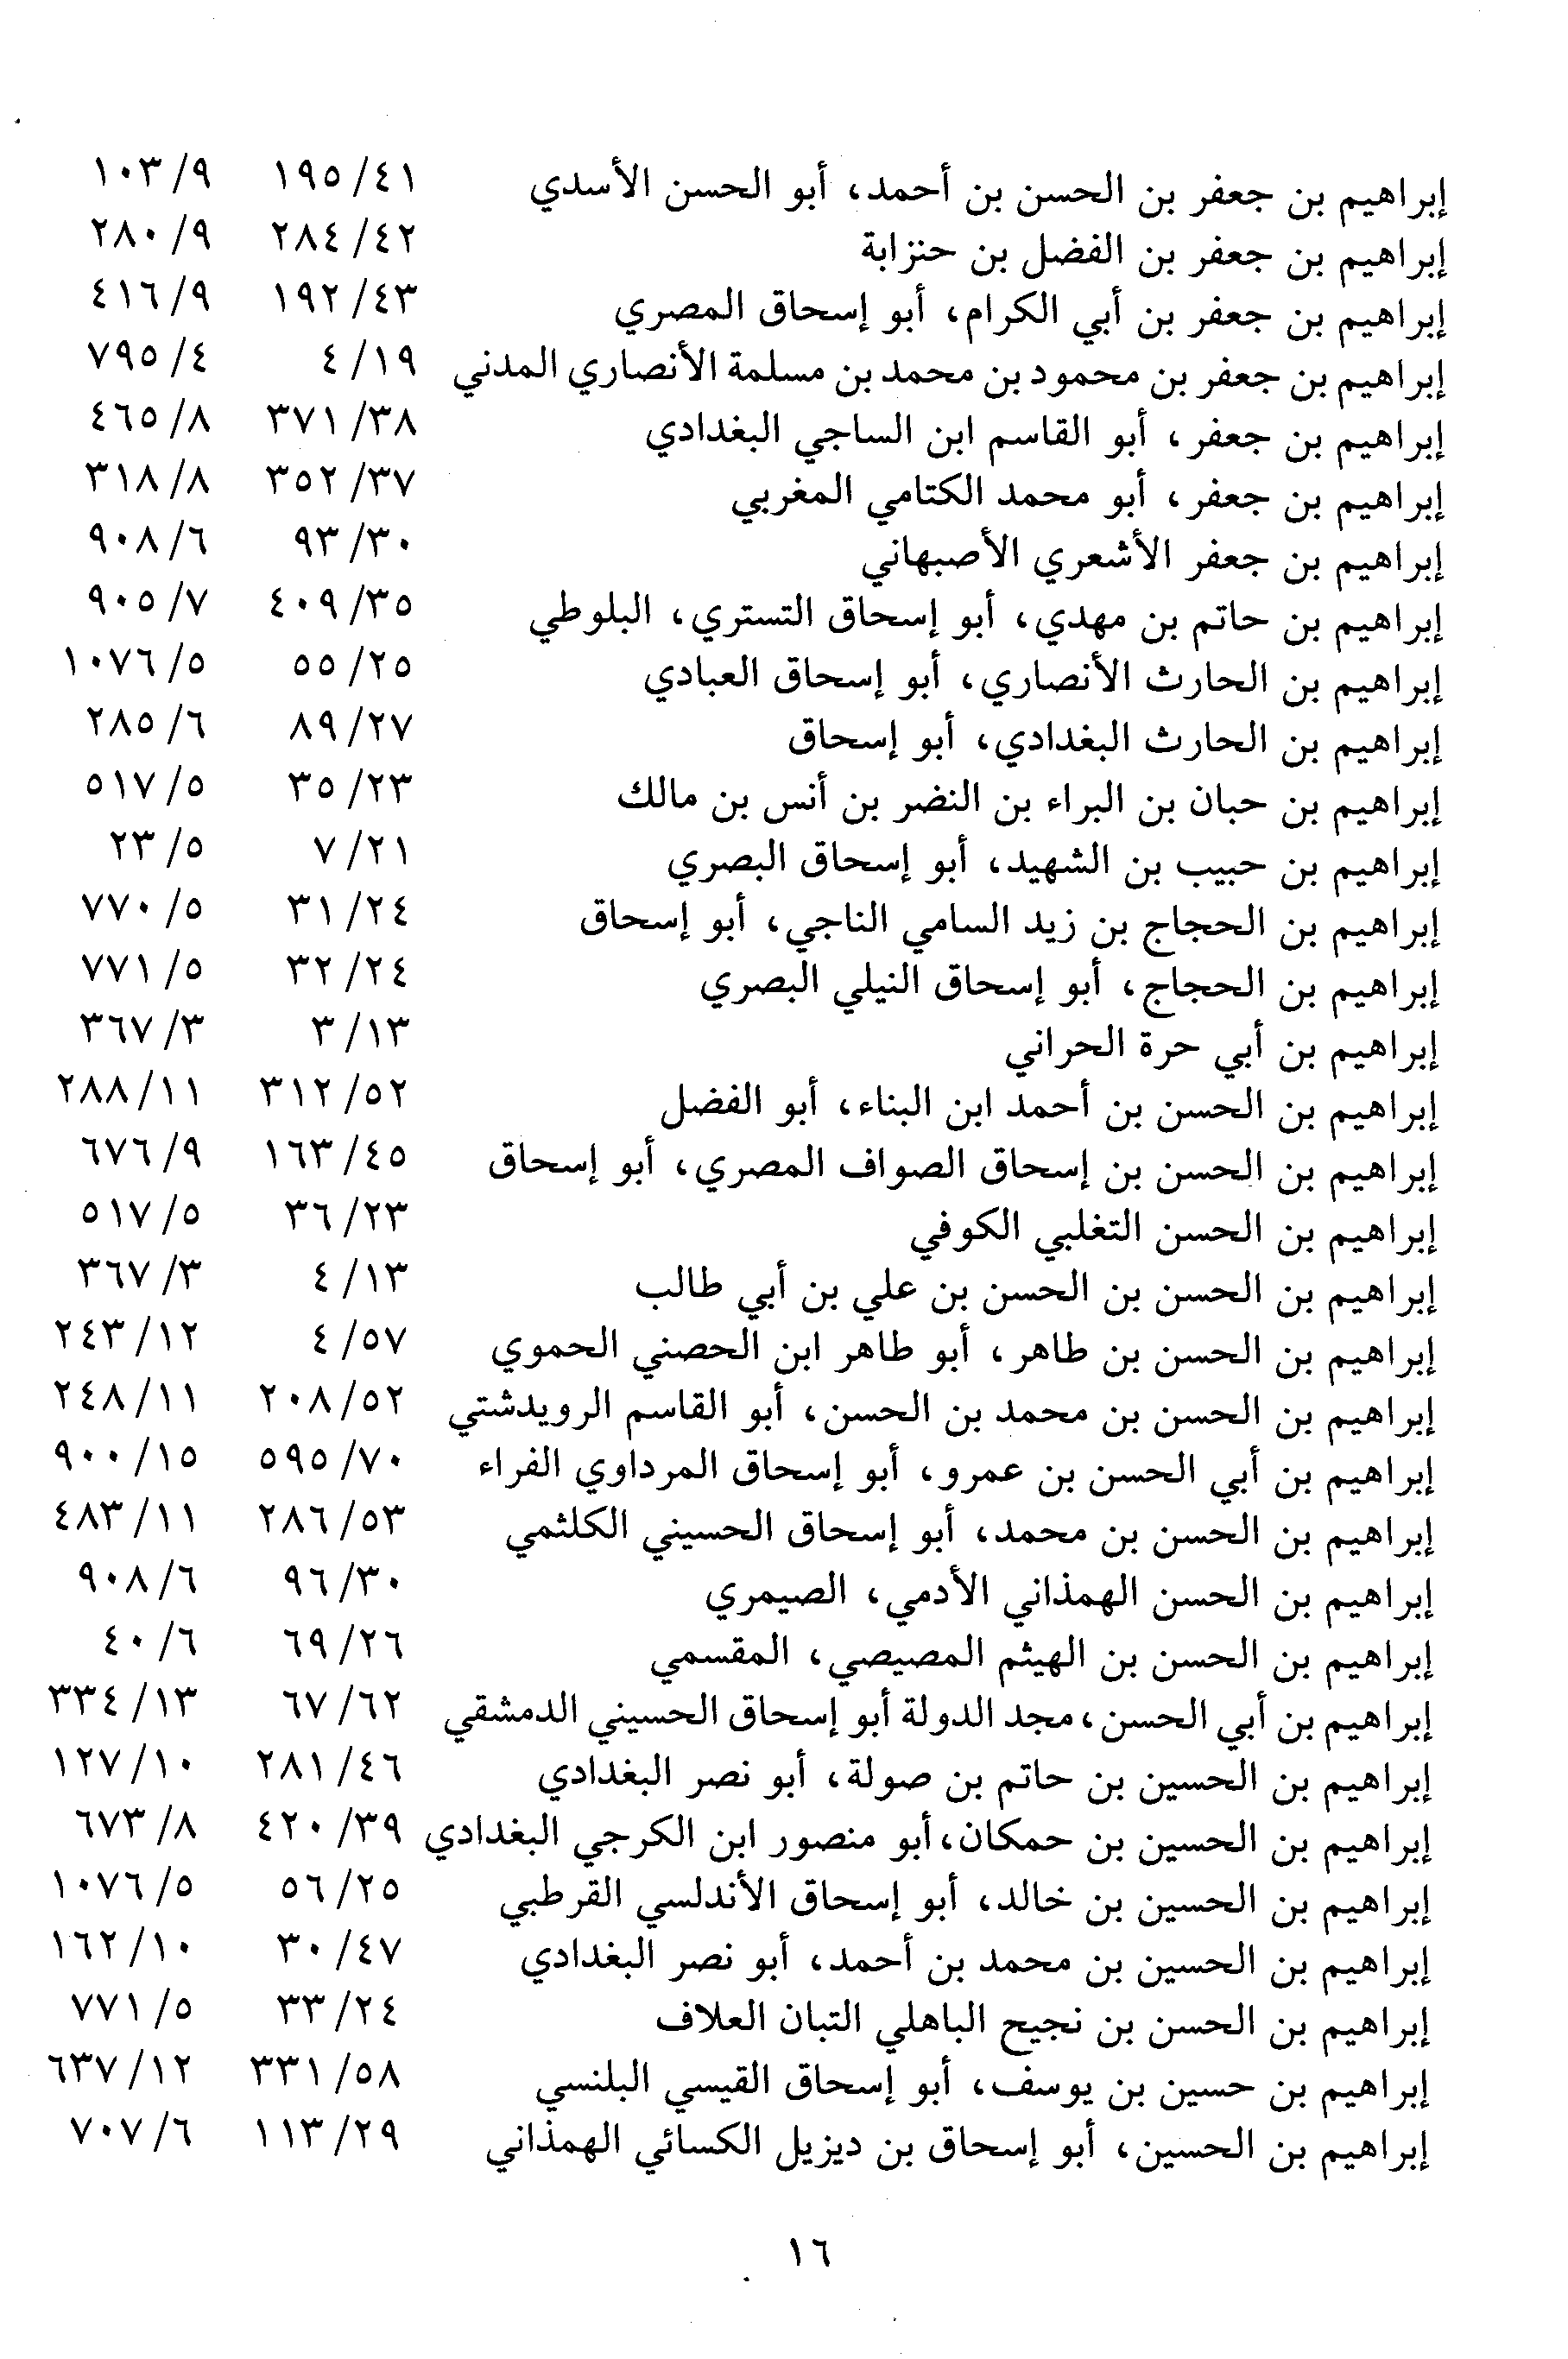 إبراهيم بن جعفر بن الحسن بن أحمد، أبو الحسن الأسدي ٤١/ ١٩٥ ٩/ ١٠٣
إبراهيم بن جعفر بن الفضل بن حنزابة ٤٢/ ٢٨٤ ٩/ ٢٨٠
إبراهيم بن جعفر بن أبي الكرام، أبو إسحاق المصري ٤٣/ ١٩٢ ٩/ ٤١٦
إبراهيم بن جعفر بن محمود بن محمد بن مسلمة الأنصاري المدني ١٩/ ٤ ٤/ ٧٩٥
إبراهيم بن جعفر، أبو القاسم ابن الساجي البغدادي ٣٨/ ٣٧١ ٨/ ٤٦٥
إبراهيم بن جعفر، أبو محمد الكتامي المغربي ٣٧/ ٣٥٢ ٨/ ٣١٨
إبراهيم بن جعفر الأشعري الأصبهاني ٣٠/ ٩٣ ٦/ ٩٠٨
إبراهيم بن حاتم بن مهدي، أبو إسحاق التستري، البلوطي ٣٥/ ٤٠٩ ٧/ ٩٠٥
إبراهيم بن الحارث الأنصاري، أبو إسحاق العبادي ٢٥/ ٥٥ ٥/ ١٠٧٦
إبراهيم بن الحارث البغدادي، أبو إسحاق ٢٧/ ٨٩ ٦/ ٢٨٥
إبراهيم بن حبان بن البراء بن النضر بن أنس بن مالك ٢٣/ ٣٥ ٥/ ٥١٧
إبراهيم بن حبيب بن الشهيد، أبو إسحاق البصري ٢١/ ٧ ٥/ ٢٣
إبراهيم بن الحجاج بن زيد السامي الناجي، أبو إسحاق ٢٤/ ٣١ ٥/ ٧٧٠
إبراهيم بن الحجاج، أبو إسحاق النيلي البصري ٢٤/ ٣٢ ٥/ ٧٧١
إبراهيم بن أبي حرة الحراني ١٣/ ٣ ٣/ ٣٦٧
إبراهيم بن الحسن بن أحمد ابن البناء، أبو الفضل ٥٢/ ٣١٢ ١١/ ٢٨٨
إبراهيم بن الحسن بن إسحاق الصواف المصري، أبو إسحاق ٤٥/ ١٦٣ ٩/ ٦٧٦
إبراهيم بن الحسن التغلبي الكوفي ٢٣/ ٣٦ ٥/ ٥١٧
إبراهيم بن الحسن بن الحسن بن علي بن أبي طالب ١٣/ ٤ ٣/ ٣٦٧
إبراهيم بن الحسن بن طاهر، أبو طاهر ابن الحصني الحموي ٥٧/ ٤ ١٢/ ٢٤٣
إبراهيم بن الحسن بن محمد بن الحسن، أبو القاسم الرويدشتي ٥٢/ ٢٠٨ ١١/ ٢٤٨
إبراهيم بن أبي الحسن بن عمرو، أبو إسحاق المرداوي الفراء ٧٠/ ٥٩٥ ١٥/ ٩٠٠
إبراهيم بن الحسن بن محمد، أبو إسحاق الحسيني الكلثمي ٥٣/ ٢٨٦ ١١/ ٤٨٣
إبراهيم بن الحسن الهمذاني الأدمي، الصيمري ٣٠/ ٩٦ ٦/ ٩٠٨
إبراهيم بن الحسن بن الهيثم المصيصي، المقسمي ٢٦/ ٦٩ ٦/ ٤٠
إبراهيم بن أبي الحسن، مجد الدولة أبو إسحاق الحسيني الدمشقي ٦٢/ ٦٧ ١٣/ ٣٣٤
إبراهيم بن الحسين بن حاتم بن صولة، أبو نصر البغدادي ٤٦/ ٢٨١ ١٠/ ١٢٧
إبراهيم بن الحسين بن حمكان، أبو منصور ابن الكرجي البغدادي ٣٩/ ٤٢٠ ٨/ ٦٧٣
إبراهيم بن الحسين بن خالد، أبو إسحاق الأندلسي القرطبي ٢٥/ ٥٦ ٥/ ١٠٧٦
إبراهيم بن الحسين بن محمد بن أحمد، أبو نصر البغدادي ٤٧/ ٣٠ ١٠/ ١٦٢
إبراهيم بن الحسن بن نجيح الباهلي التبان العلاف ٢٤/ ٣٣ ٥/ ٧٧١
إبراهيم بن حسين بن يوسف، أبو إسحاق القيسي البلنسي ٥٨/ ٣٣١ ١٢/ ٦٣٧
إبراهيم بن الحسين، أبو إسحاق بن ديزيل الكسائي الهمذاني ٢٩/ ١١٣ ٦/ ٧٠٧
١٦